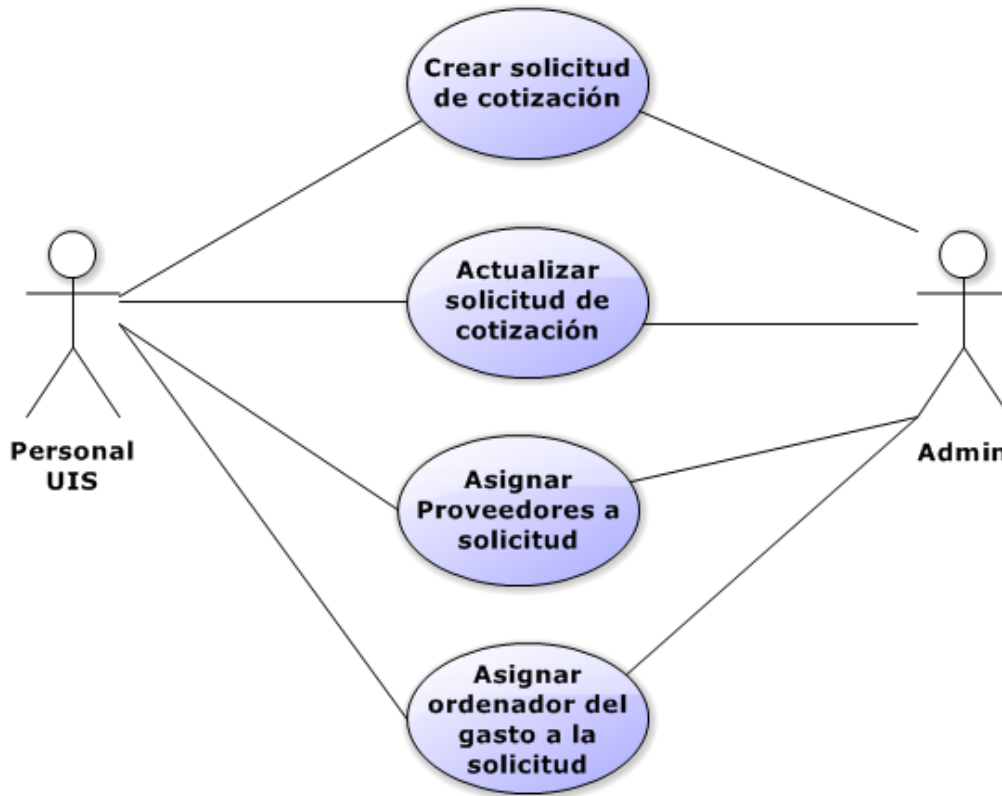 Crear solicitud
de cotización
Actualizar
solicitud de
cotización
Personal
UIS
Admin
Asignar
Proveedores a
solicitud
Asignar
ordenador del
gasto a la
solicitud